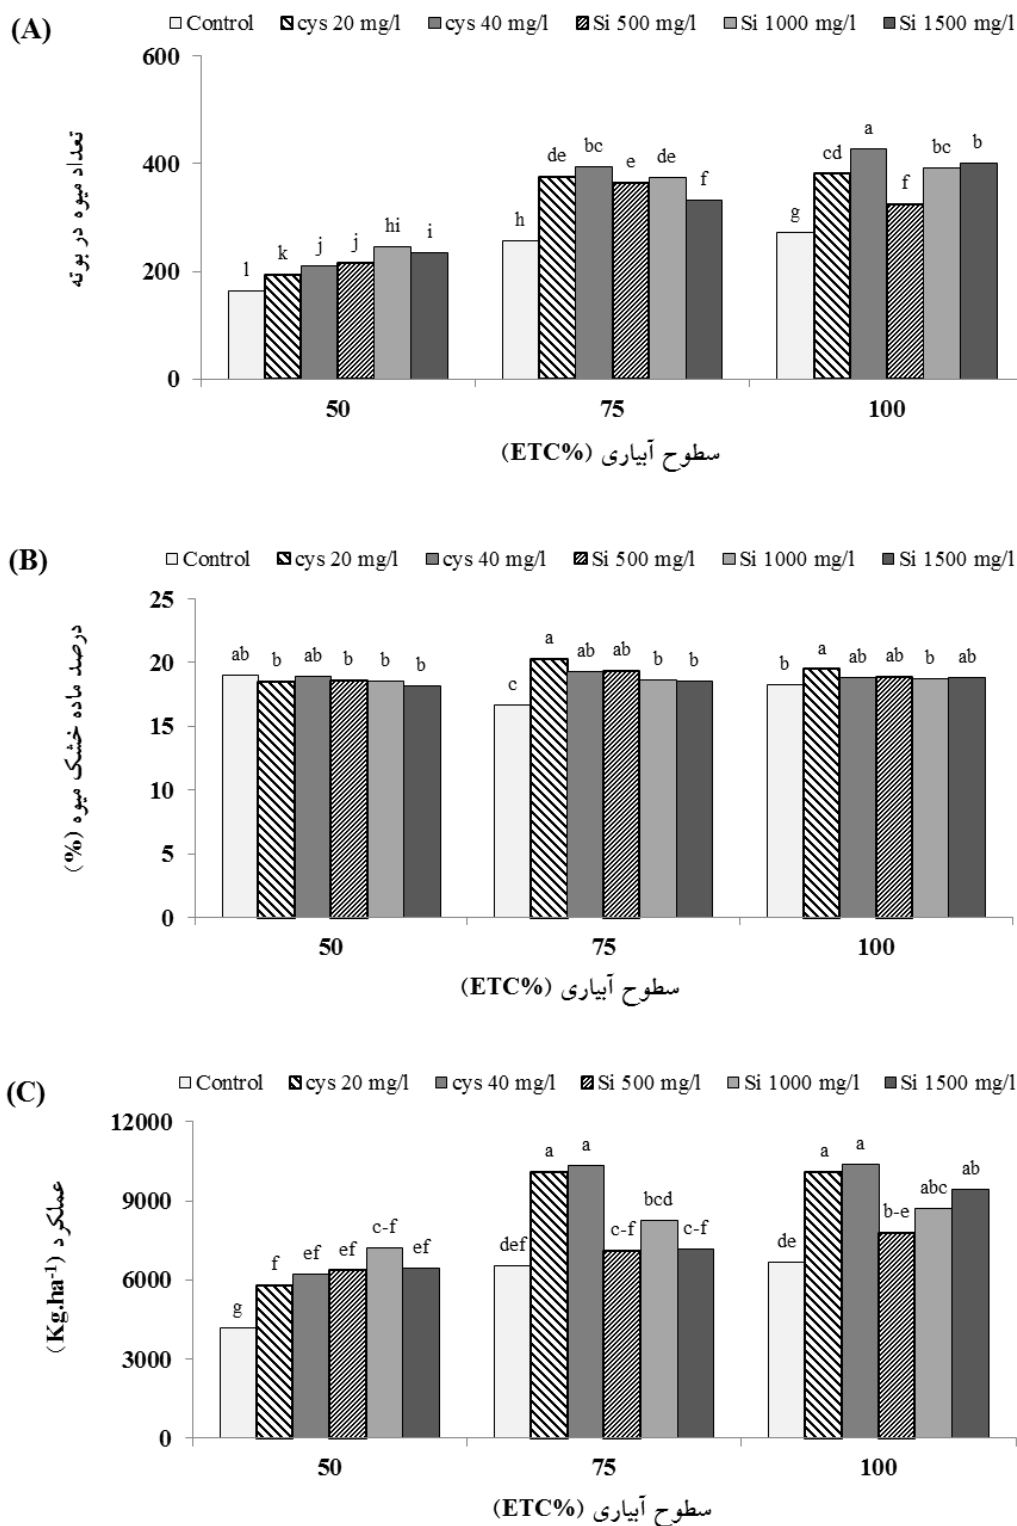 (A)
Control cys 20 mg/l cys 40 mg/l Si 500 mg/l Si 1000 mg/l Si 1500 mg/l
تعداد میوه در بوته
600
400
200
0
l k j j hi i
h de bc e de f
g cd a f bc b
50 75 100
سطوح آبیاری (ETC%)
(B)
Control cys 20 mg/l cys 40 mg/l Si 500 mg/l Si 1000 mg/l Si 1500 mg/l
درصد ماده خشک میوه (%)
25
20
15
10
5
0
ab b ab b b b
c a ab ab b b
b a ab ab b ab
50 75 100
سطوح آبیاری (ETC%)
(C)
Control cys 20 mg/l cys 40 mg/l Si 500 mg/l Si 1000 mg/l Si 1500 mg/l
عملکرد (Kg.ha⁻¹)
12000
9000
6000
3000
0
g f ef ef c-f ef
def a a c-f bcd c-f
de a a b-e abc ab
50 75 100
سطوح آبیاری (ETC%)